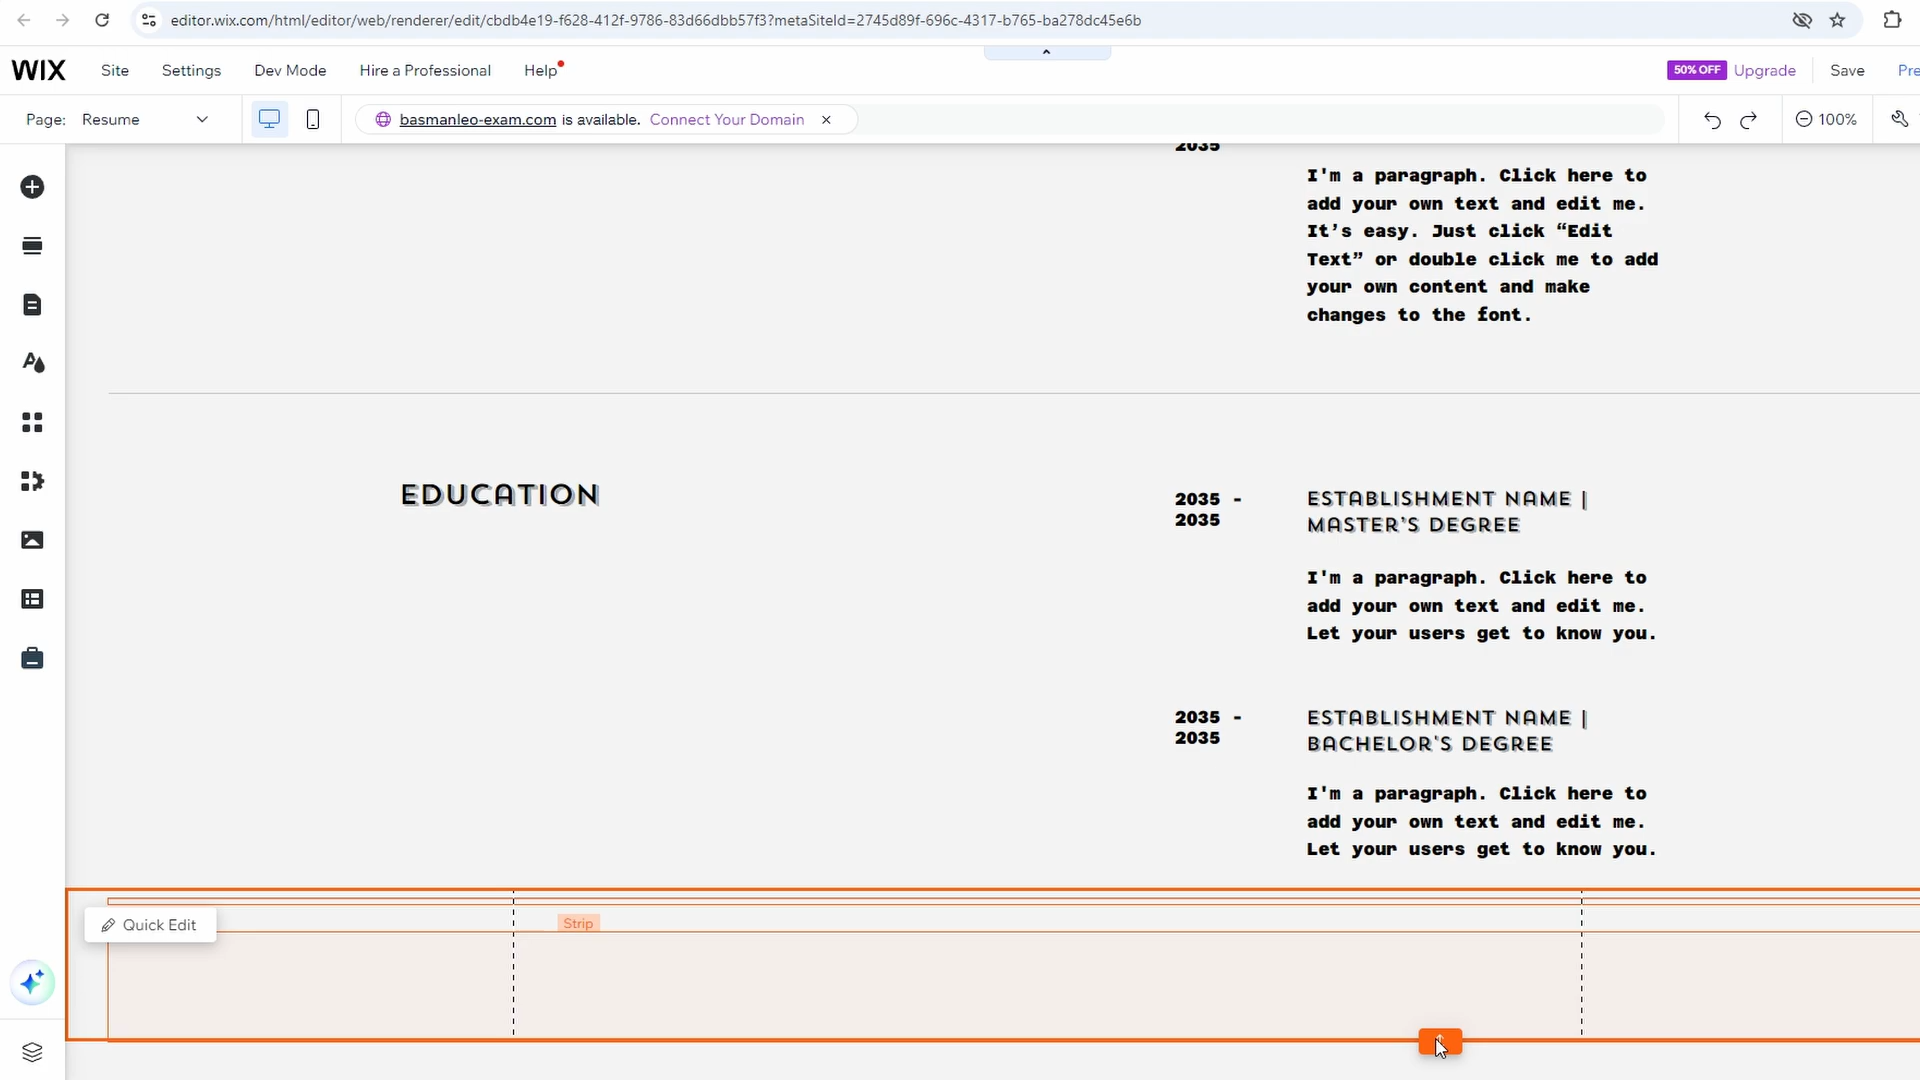 editor.wix.com/html/editor/web/renderer/edit/cbdb4e19-f628-412f-9786-83d66dbb57f3?metaSiteId=2745d89f-696c-4317-b765-ba278dc45e6b
WIX Site Settings Dev Mode Hire a Professional Help 50% OFF Upgrade Save Pre
Page: Resume basmanleo-exam.com is available. Connect Your Domain 100%
2035
I'm a paragraph. Click here to
add your own text and edit me.
It’s easy. Just click “Edit
Text” or double click me to add
your own content and make
changes to the font.
EDUCATION
2035 -
2035
ESTABLISHMENT NAME |
MASTER’S DEGREE
I'm a paragraph. Click here to
add your own text and edit me.
Let your users get to know you.
2035 -
2035
ESTABLISHMENT NAME |
BACHELOR'S DEGREE
I'm a paragraph. Click here to
add your own text and edit me.
Let your users get to know you.
Quick Edit
Strip